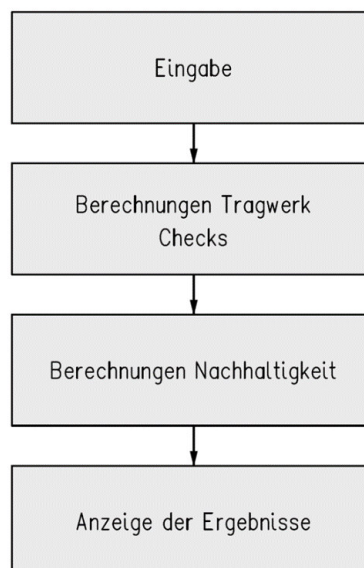 Eingabe
Berechnungen Tragwerk
Checks
Berechnungen Nachhaltigkeit
Anzeige der Ergebnisse